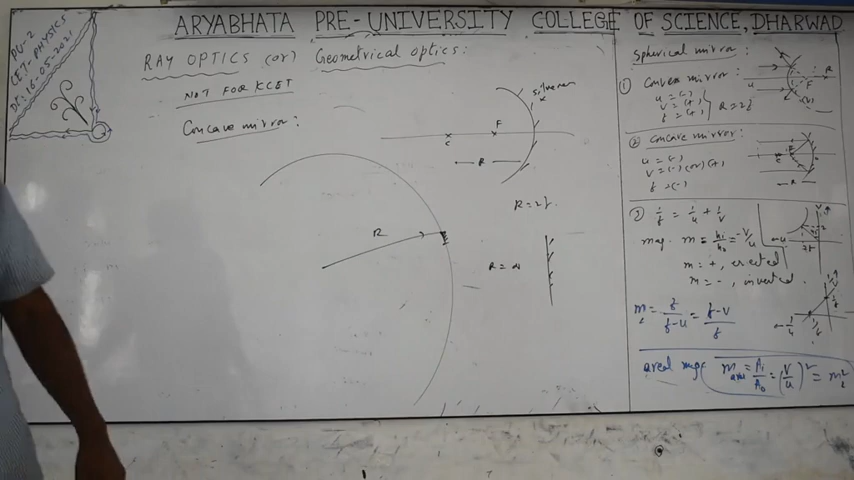 ARYABHATA PRE-UNIVERSITY COLLEGE OF SCIENCE, DHARWAD
PU-2
CET-PHYSICS
Dt: 16-05-2021
RAY OPTICS (or) Geometrical optics:
NOT FOR KCET
Concave mirror:
C
F
R
R = 2f.
R
R = ∞
Spherical mirror:
① Convex mirror:
u = (-)
v = (+)
f = (+)
R = 2f
u
F
R
② Concave mirror:
u = (-)
v = (-) (or) (+)
f = (-)
R
③ 1/f = 1/u + 1/v
mag. m = hi/ho = -v/u
m = +, erected
m = -, inverted.
m = f/f-u = f-v/f
areal mag
m areal = Ai/Ao = (v/u)² = m²